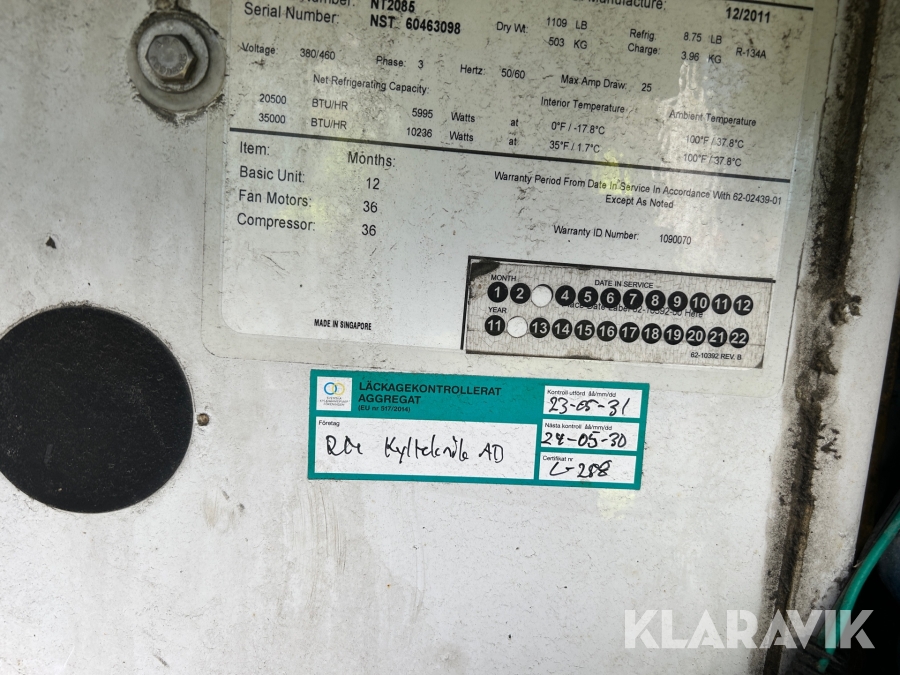 Number: NT2085
Manufacture: 12/2011
Serial Number: NST 60463098
Dry Wt: 1109 LB
503 KG
Refrig. Charge: 8.75 LB R-134A
3.96 KG
Voltage: 380/460 Phase: 3 Hertz: 50/60 Max Amp Draw: 25
Net Refrigerating Capacity: Interior Temperature Ambient Temperature
20500 BTU/HR 5995 Watts at 0°F / -17.8°C 100°F / 37.8°C
35000 BTU/HR 10236 Watts at 35°F / 1.7°C 100°F / 37.8°C
Item: Months:
Basic Unit: 12
Fan Motors: 36
Compressor: 36
Warranty Period From Date In Service In Accordance With 62-02439-01
Except As Noted
Warranty ID Number: 1090070
MADE IN SINGAPORE
MONTH DATE IN SERVICE
1 2 4 5 6 7 8 9 10 11 12
Place Date Label 62-10392-00 Here
YEAR
11 13 14 15 16 17 18 19 20 21 22
62-10392 REV. B
LÄCKAGEKONTROLLERAT
AGGREGAT
(EU nr 517/2014)
Företag
Kylteknik AB
Kontroll utförd åå/mm/dd
23-05-31
Nästa kontroll åå/mm/dd
24-05-30
Certifikat nr
KLARAVIK